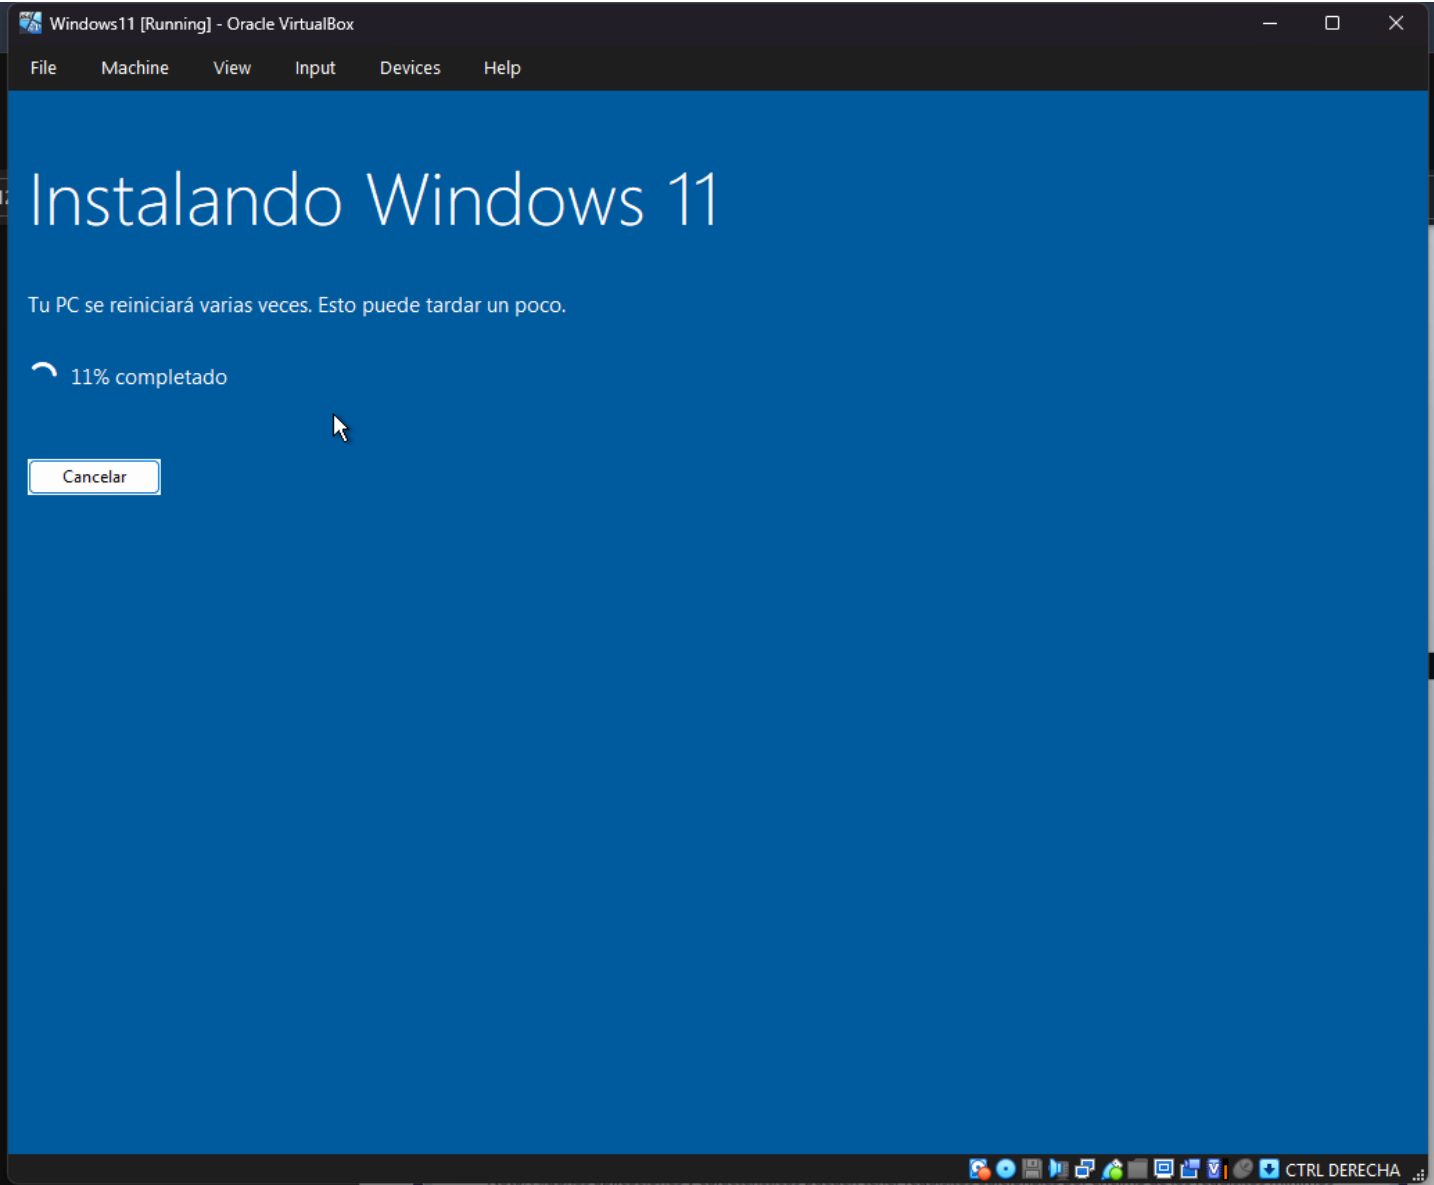 Windows11 [Running] - Oracle VirtualBox
File Machine View Input Devices Help
Instalando Windows 11
Tu PC se reiniciará varias veces. Esto puede tardar un poco.
11% completado
Cancelar
CTRL DERECHA